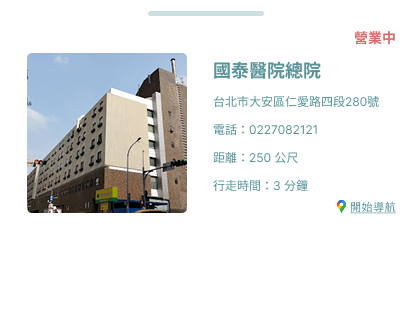 營業中
國泰醫院總院
台北市大安區仁愛路四段280號
電話：0227082121
距離：250 公尺
行走時間：3 分鐘
開始導航